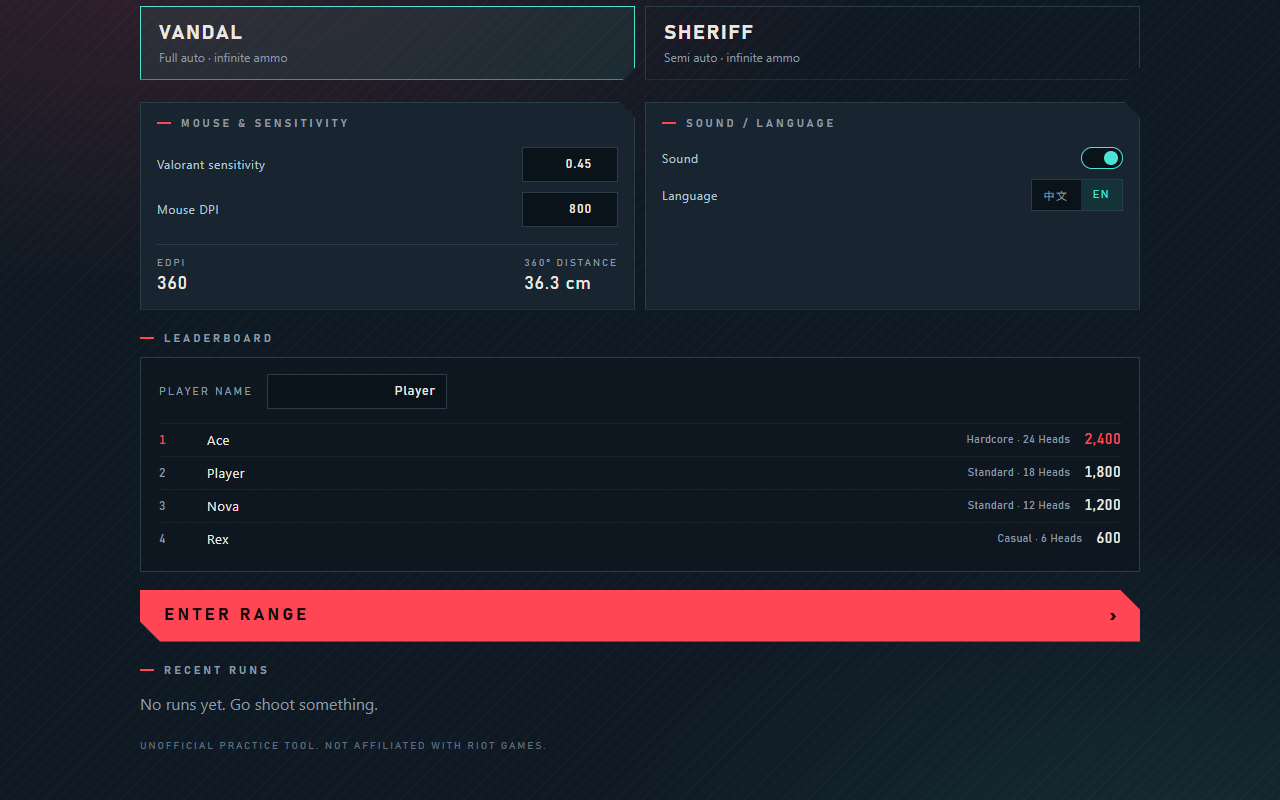 VANDAL
Full auto · infinite ammo
SHERIFF
Semi auto · infinite ammo
MOUSE & SENSITIVITY
Valorant sensitivity 0.45
Mouse DPI 800
EDPI 360° DISTANCE
360 36.3 cm
SOUND / LANGUAGE
Sound
Language 中文 EN
LEADERBOARD
PLAYER NAME Player
1 Ace Hardcore · 24 Heads 2,400
2 Player Standard · 18 Heads 1,800
3 Nova Standard · 12 Heads 1,200
4 Rex Casual · 6 Heads 600
ENTER RANGE ›
RECENT RUNS
No runs yet. Go shoot something.
UNOFFICIAL PRACTICE TOOL. NOT AFFILIATED WITH RIOT GAMES.